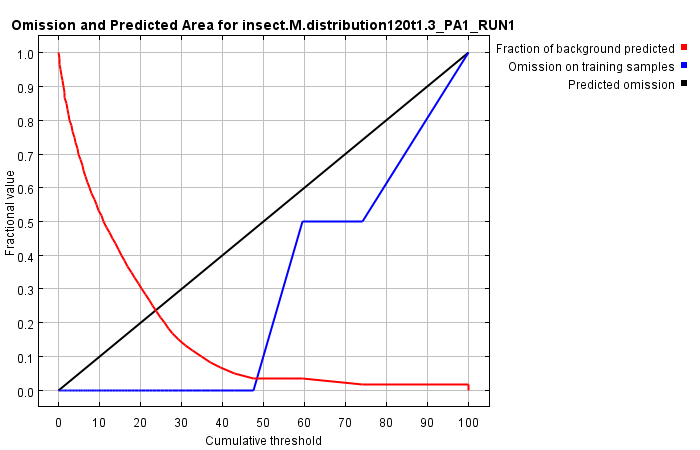 Omission and Predicted Area for insect.M.distribution120t1.3_PA1_RUN1
Fraction of background predicted
Omission on training samples
Predicted omission
Fractional value
1.0
0.9
0.8
0.7
0.6
0.5
0.4
0.3
0.2
0.1
0.0
0 10 20 30 40 50 60 70 80 90 100
Cumulative threshold